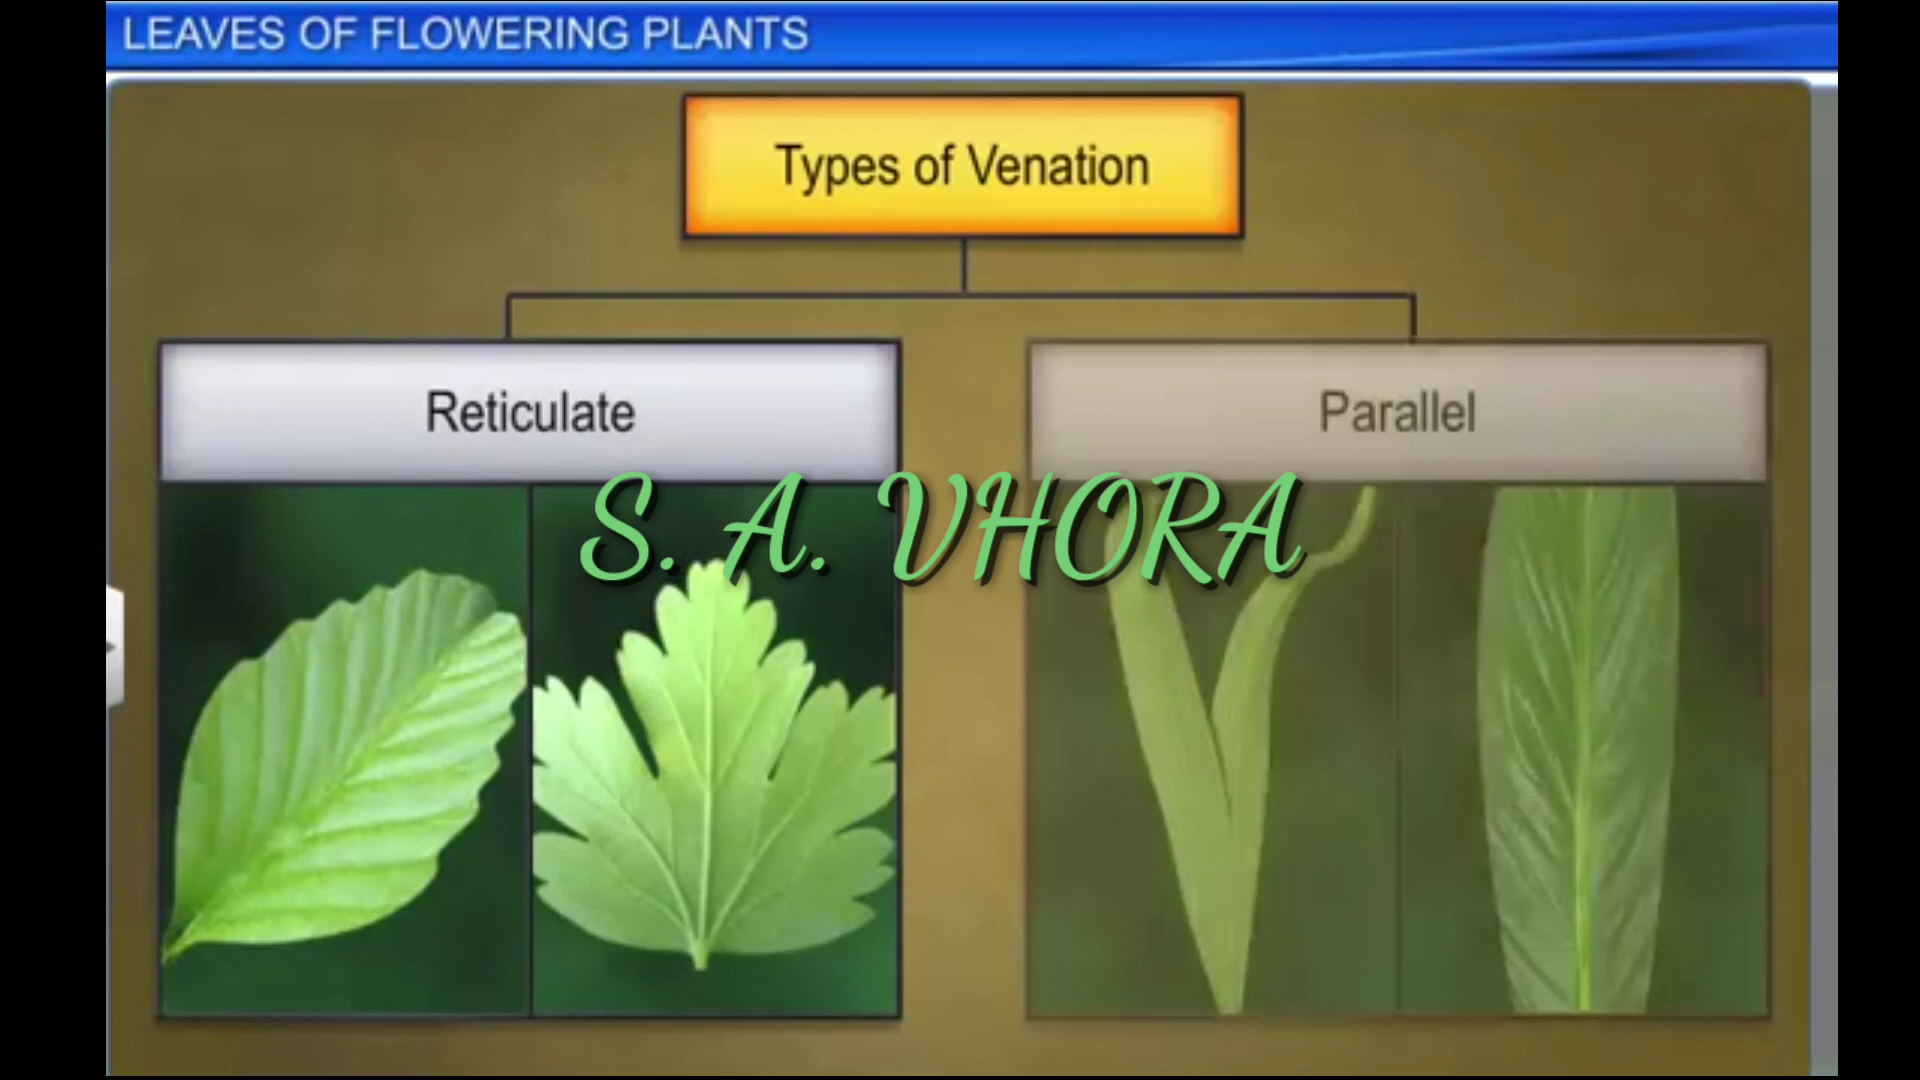 LEAVES OF FLOWERING PLANTS
Types of Venation
Reticulate
Parallel
S. A. VHORA